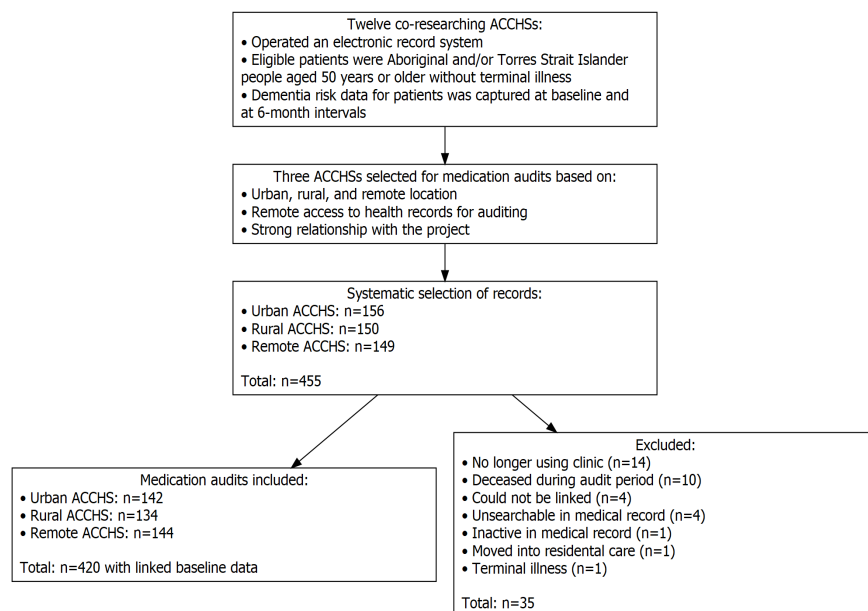 Twelve co-researching ACCHSs:
• Operated an electronic record system
• Eligible patients were Aboriginal and/or Torres Strait Islander
people aged 50 years or older without terminal illness
• Dementia risk data for patients was captured at baseline and
at 6-month intervals
Three ACCHSs selected for medication audits based on:
• Urban, rural, and remote location
• Remote access to health records for auditing
• Strong relationship with the project
Systematic selection of records:
• Urban ACCHS: n=156
• Rural ACCHS: n=150
• Remote ACCHS: n=149
Total: n=455
Medication audits included:
• Urban ACCHS: n=142
• Rural ACCHS: n=134
• Remote ACCHS: n=144
Total: n=420 with linked baseline data
Excluded:
• No longer using clinic (n=14)
• Deceased during audit period (n=10)
• Could not be linked (n=4)
• Unsearchable in medical record (n=4)
• Inactive in medical record (n=1)
• Moved into residental care (n=1)
• Terminal illness (n=1)
Total: n=35